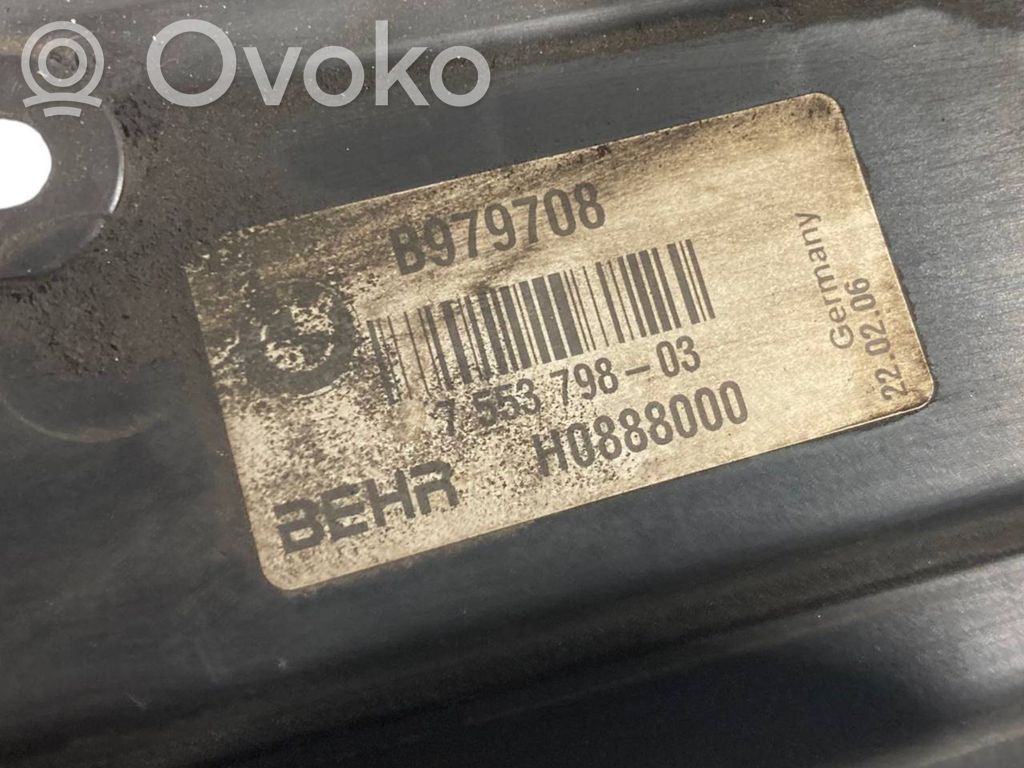 Ovoko
B979708
7 553 798-03
H0888000
BEHR
Germany
22.02.06